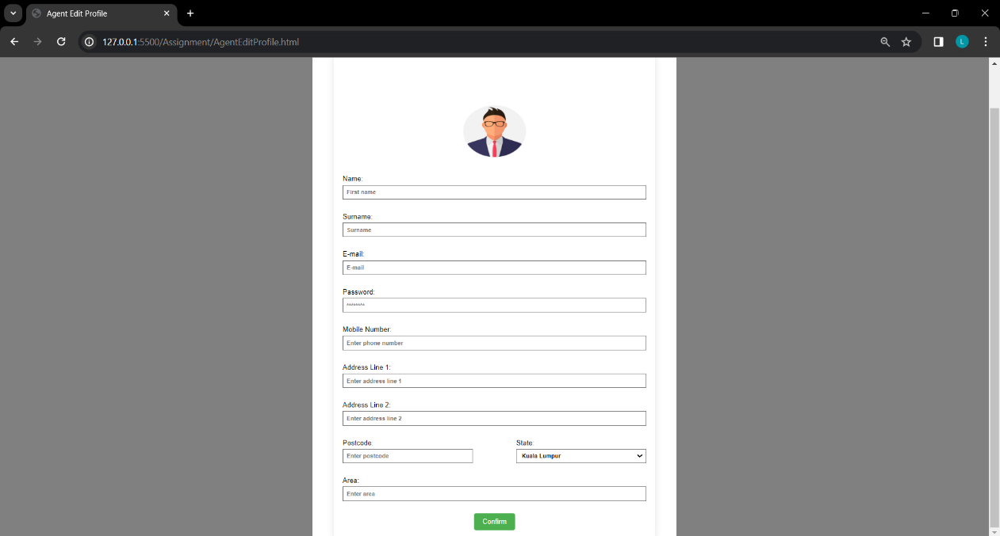 Agent Edit Profile
127.0.0.1:5500/Assignment/AgentEditProfile.html
L
Name:
First name
Surname:
Surname
E-mail:
E-mail
Password:
********
Mobile Number:
Enter phone number
Address Line 1:
Enter address line 1
Address Line 2:
Enter address line 2
Postcode: State:
Enter postcode Kuala Lumpur
Area:
Enter area
Confirm